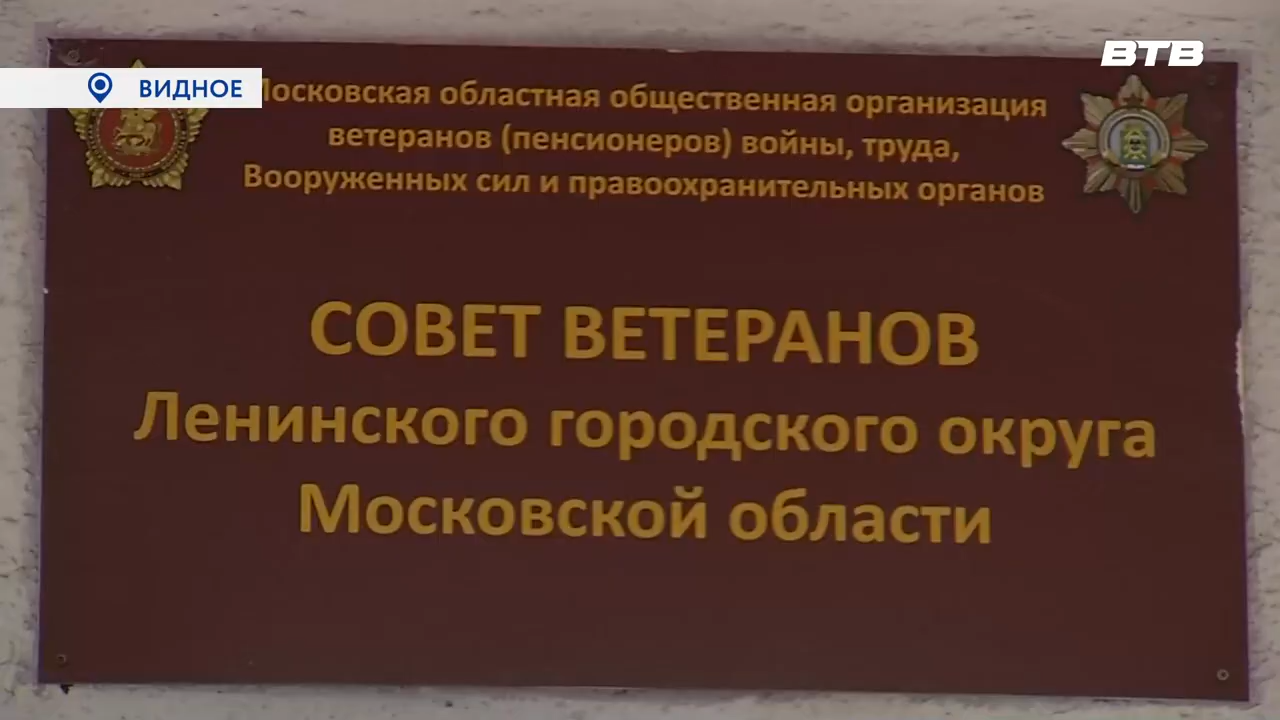 ВТВ
ВИДНОЕ
Московская областная общественная организация
ветеранов (пенсионеров) войны, труда,
Вооруженных сил и правоохранительных органов
СОВЕТ ВЕТЕРАНОВ
Ленинского городского округа
Московской области